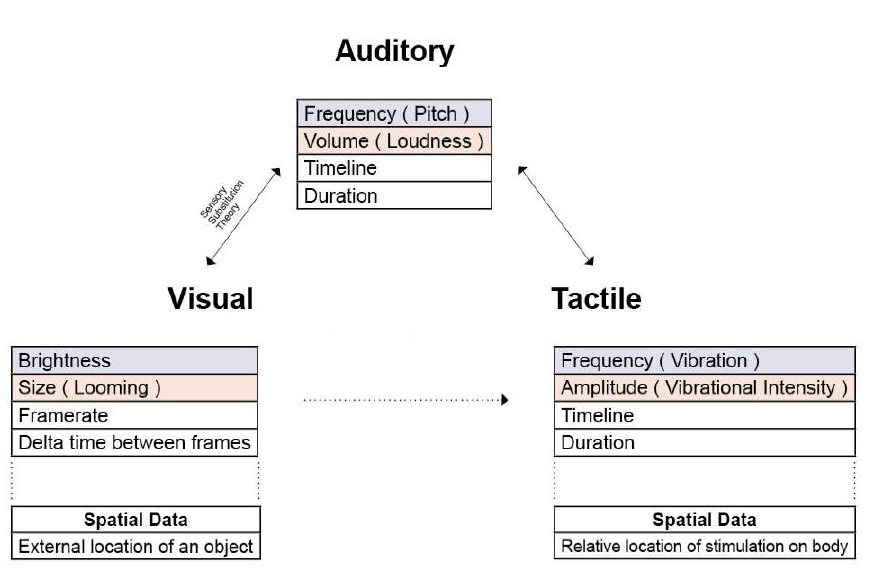 Auditory
Frequency ( Pitch )
Volume ( Loudness )
Timeline
Duration
Sensory
Substitution
Theory
Visual
Brightness
Size ( Looming )
Framerate
Delta time between frames
Spatial Data
External location of an object
Tactile
Frequency ( Vibration )
Amplitude ( Vibrational Intensity )
Timeline
Duration
Spatial Data
Relative location of stimulation on body